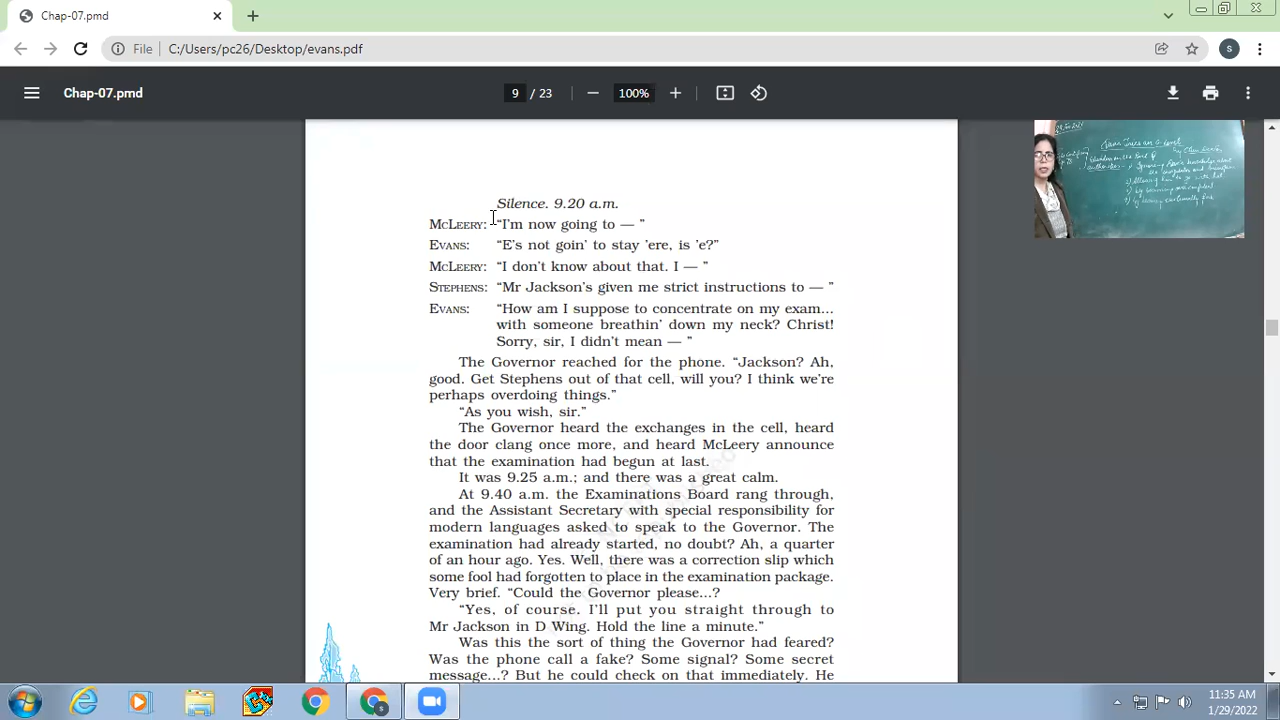 Chap-07.pmd
File
C:/Users/pc26/Desktop/evans.pdf
S
Chap-07.pmd
9 / 23
100%
Silence. 9.20 a.m.
MCLEERY: “I’m now going to — ”
EVANS: “E’s not goin’ to stay ’ere, is ’e?”
MCLEERY: “I don’t know about that. I — ”
STEPHENS: “Mr Jackson’s given me strict instructions to — ”
EVANS: “How am I suppose to concentrate on my exam...
with someone breathin’ down my neck? Christ!
Sorry, sir, I didn’t mean — ”
The Governor reached for the phone. “Jackson? Ah,
good. Get Stephens out of that cell, will you? I think we’re
perhaps overdoing things.”
“As you wish, sir.”
The Governor heard the exchanges in the cell, heard
the door clang once more, and heard McLeery announce
that the examination had begun at last.
It was 9.25 a.m.; and there was a great calm.
At 9.40 a.m. the Examinations Board rang through,
and the Assistant Secretary with special responsibility for
modern languages asked to speak to the Governor. The
examination had already started, no doubt? Ah, a quarter
of an hour ago. Yes. Well, there was a correction slip which
some fool had forgotten to place in the examination package.
Very brief. “Could the Governor please...?
“Yes, of course. I’ll put you straight through to
Mr Jackson in D Wing. Hold the line a minute.”
Was this the sort of thing the Governor had feared?
Was the phone call a fake? Some signal? Some secret
message...? But he could check on that immediately. He
11:35 AM
1/29/2022